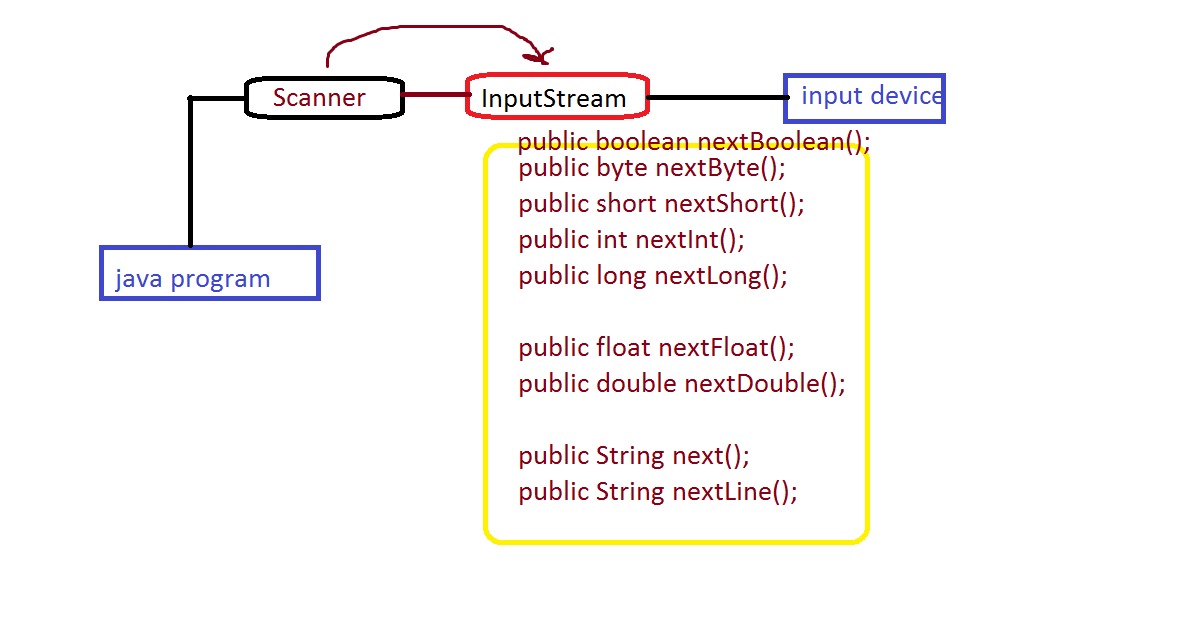 Scanner
InputStream
input device
public boolean nextBoolean();
public byte nextByte();
public short nextShort();
public int nextInt();
public long nextLong();
java program
public float nextFloat();
public double nextDouble();
public String next();
public String nextLine();